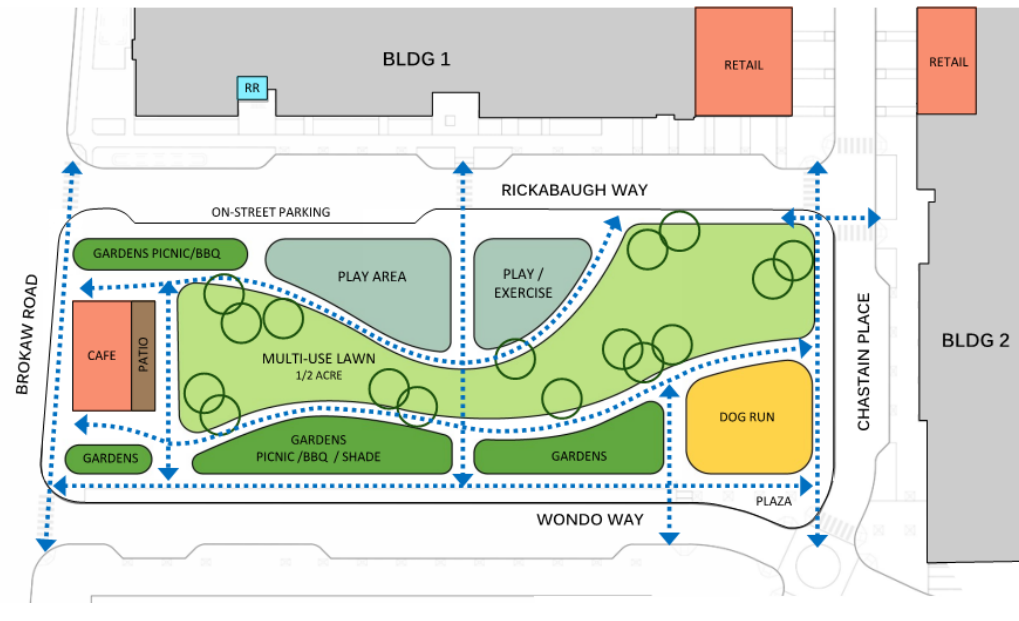 BLDG 1
RETAIL
RETAIL
RR
RICKABAUGH WAY
ON-STREET PARKING
GARDENS PICNIC/BBQ
PLAY AREA
PLAY /
EXERCISE
BROKAW ROAD
CAFE
PATIO
MULTI-USE LAWN
1/2 ACRE
CHASTAIN PLACE
BLDG 2
DOG RUN
GARDENS
PICNIC /BBQ / SHADE
GARDENS
GARDENS
PLAZA
WONDO WAY